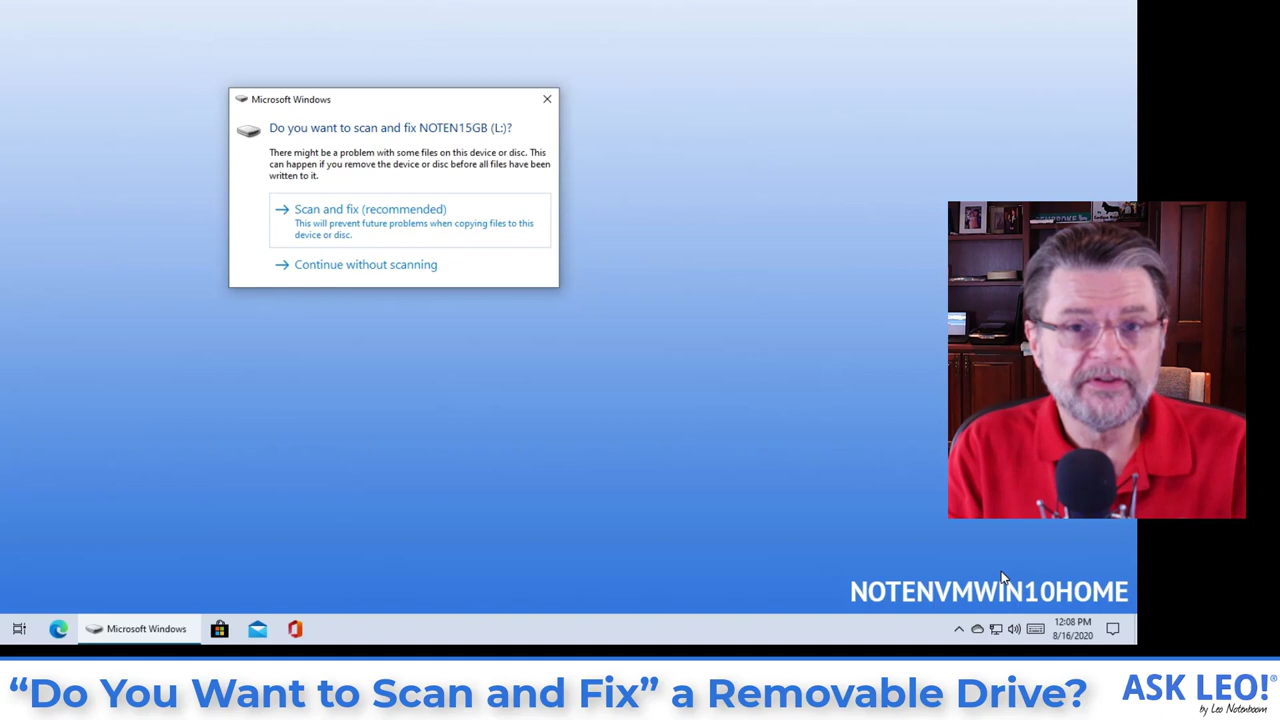 Microsoft Windows
Do you want to scan and fix NOTEN15GB (L:)?
There might be a problem with some files on this device or disc. This
can happen if you remove the device or disc before all files have been
written to it.
Scan and fix (recommended)
This will prevent future problems when copying files to this
device or disc.
Continue without scanning
NOTENVMWIN10HOME
Microsoft Windows
12:08 PM
8/16/2020
“Do You Want to Scan and Fix” a Removable Drive?
ASK LEO!®
by Leo Notenboom